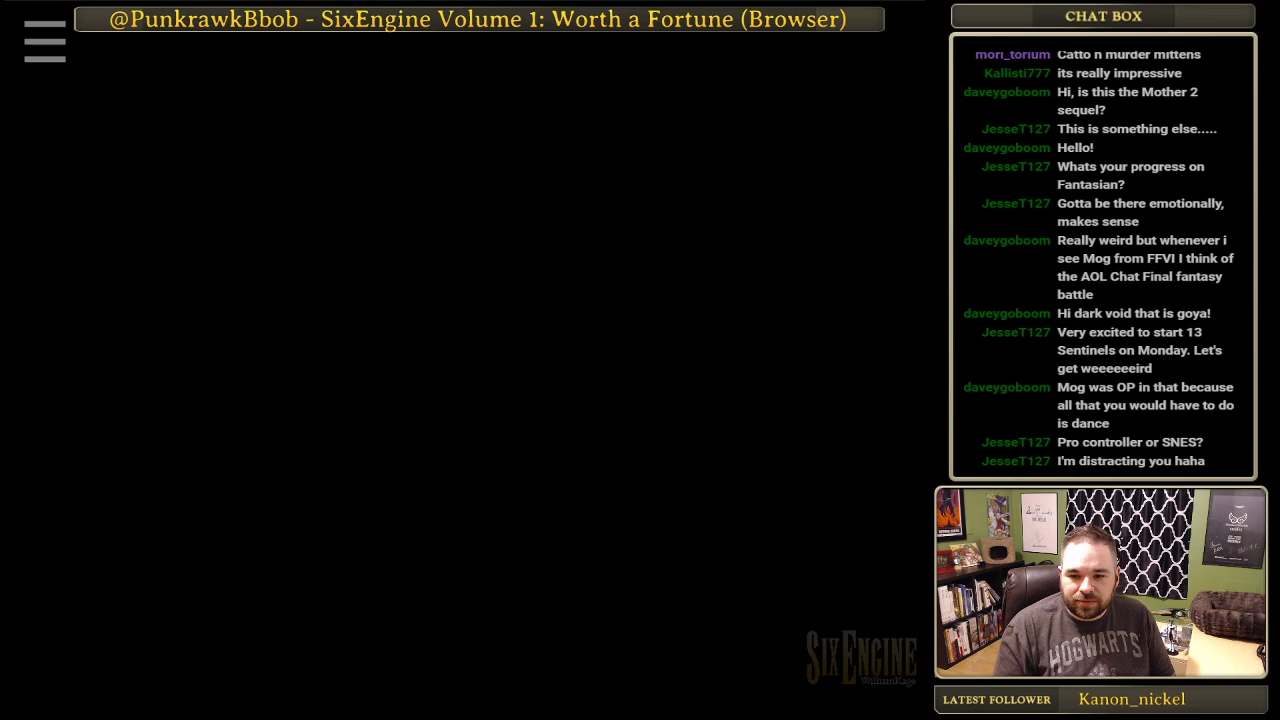 @PunkrawkBbob - SixEngine Volume 1: Worth a Fortune (Browser)
CHAT BOX
mori_torium Catto n murder mittens
Kallisti777 its really impressive
daveygoboom Hi, is this the Mother 2
sequel?
JesseT127 This is something else.....
daveygoboom Hello!
JesseT127 Whats your progress on
Fantasian?
JesseT127 Gotta be there emotionally,
makes sense
daveygoboom Really weird but whenever i
see Mog from FFVI I think of
the AOL Chat Final fantasy
battle
daveygoboom Hi dark void that is goya!
JesseT127 Very excited to start 13
Sentinels on Monday. Let's
get weeeeeeird
daveygoboom Mog was OP in that because
all that you would have to do
is dance
JesseT127 Pro controller or SNES?
JesseT127 I'm distracting you haha
HOGWARTS
SIXENGINE
WilliamKage
LATEST FOLLOWER Kanon_nickel